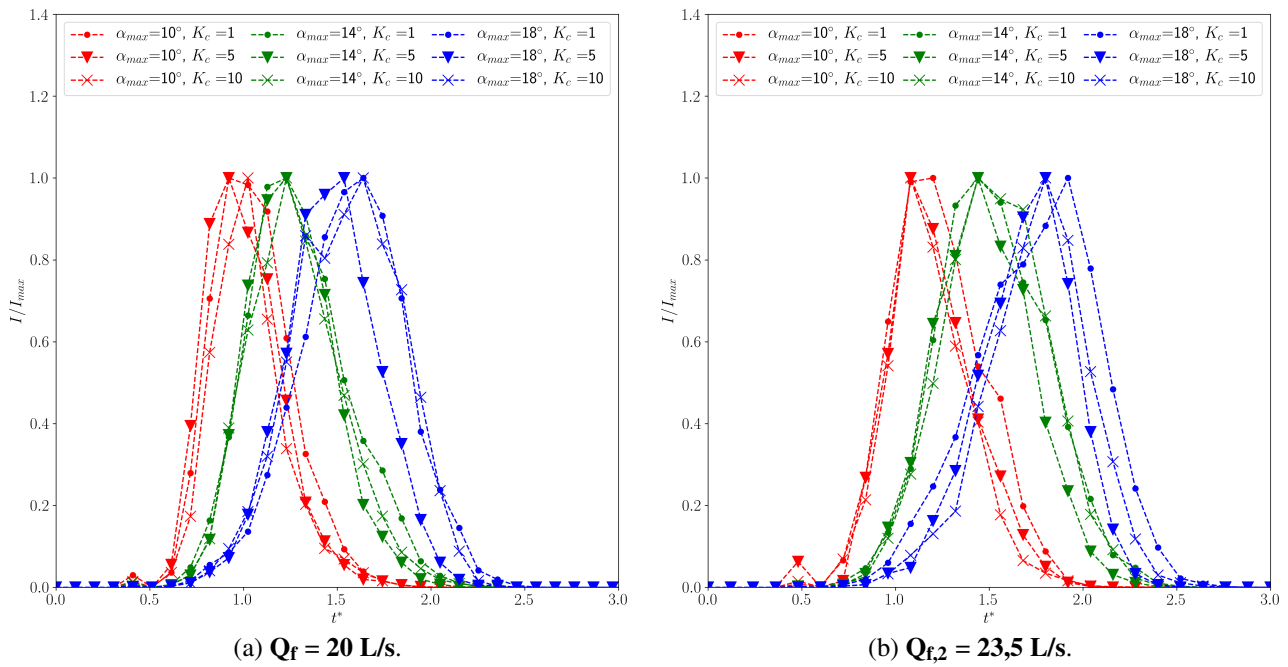 1.4
1.2
1.0
0.8
0.6
0.4
0.2
0.0
I/I_max
α_max=10°, K_c=1 α_max=14°, K_c=1 α_max=18°, K_c=1
α_max=10°, K_c=5 α_max=14°, K_c=5 α_max=18°, K_c=5
α_max=10°, K_c=10 α_max=14°, K_c=10 α_max=18°, K_c=10
0.0 0.5 1.0 1.5 2.0 2.5 3.0
t*
(a) Q_f = 20 L/s.
1.4
1.2
1.0
0.8
0.6
0.4
0.2
0.0
I/I_max
α_max=10°, K_c=1 α_max=14°, K_c=1 α_max=18°, K_c=1
α_max=10°, K_c=5 α_max=14°, K_c=5 α_max=18°, K_c=5
α_max=10°, K_c=10 α_max=14°, K_c=10 α_max=18°, K_c=10
0.0 0.5 1.0 1.5 2.0 2.5 3.0
t*
(b) Q_f,2 = 23,5 L/s.